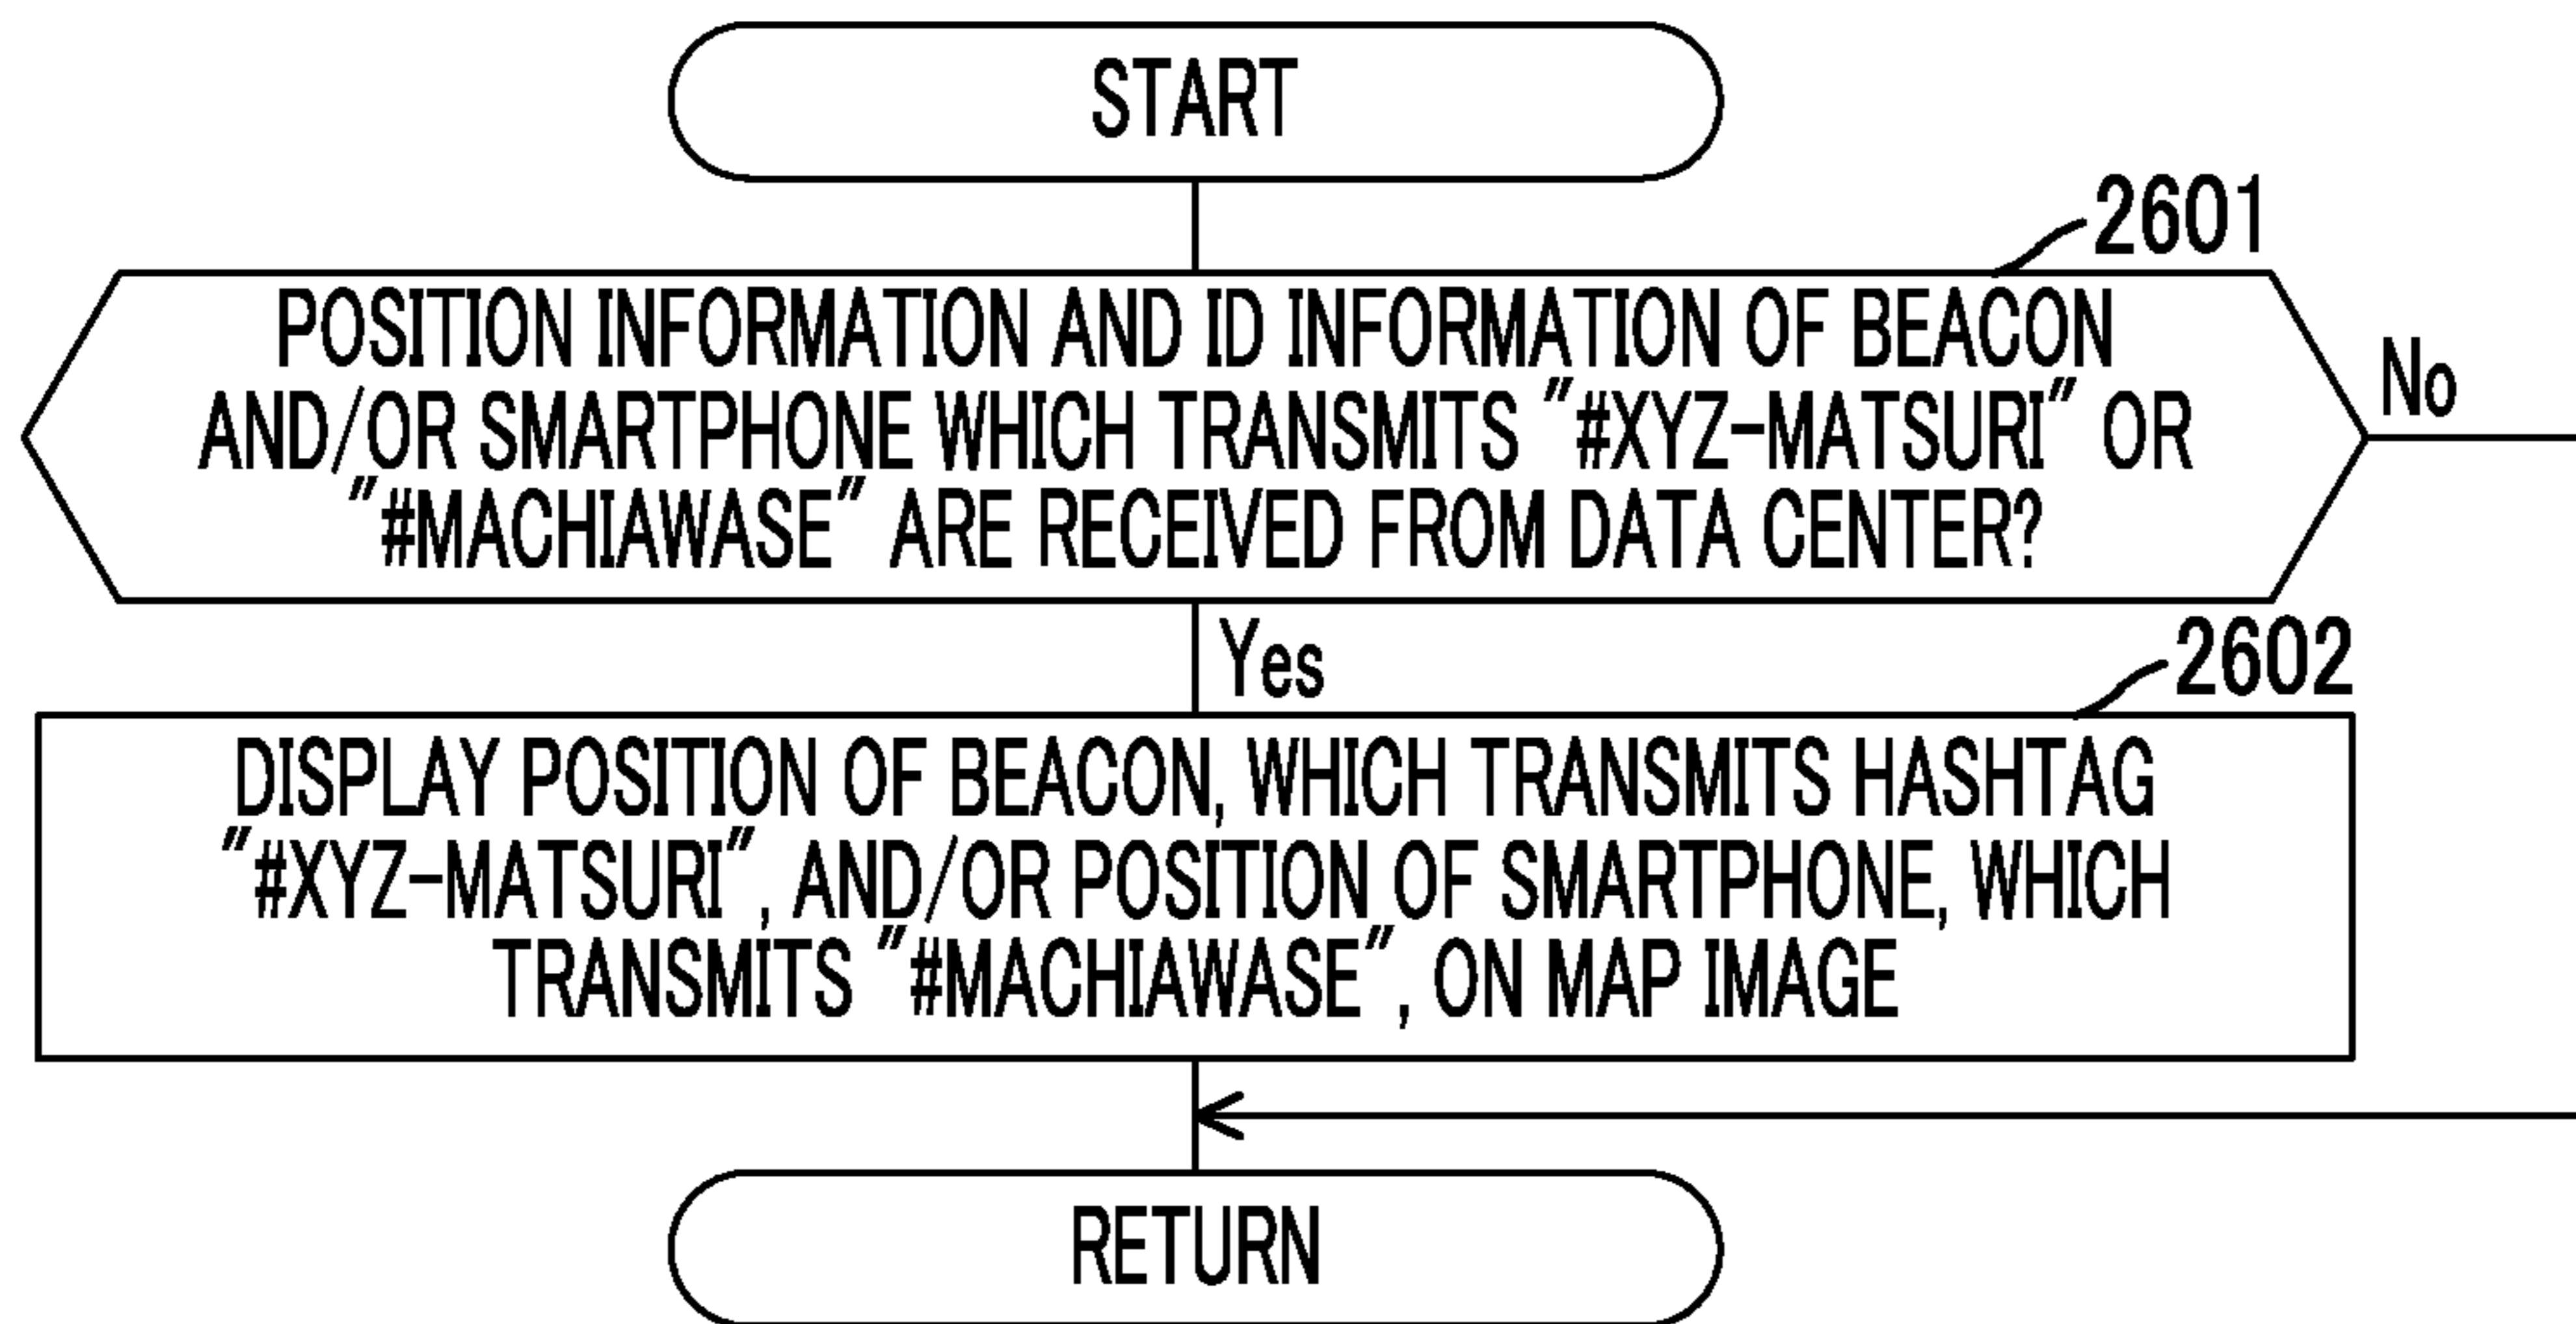 START
2601
POSITION INFORMATION AND ID INFORMATION OF BEACON
AND/OR SMARTPHONE WHICH TRANSMITS "#XYZ-MATSURI" OR
"#MACHIAWASE" ARE RECEIVED FROM DATA CENTER?
No
Yes
2602
DISPLAY POSITION OF BEACON, WHICH TRANSMITS HASHTAG
"#XYZ-MATSURI", AND/OR POSITION OF SMARTPHONE, WHICH
TRANSMITS "#MACHIAWASE", ON MAP IMAGE
RETURN